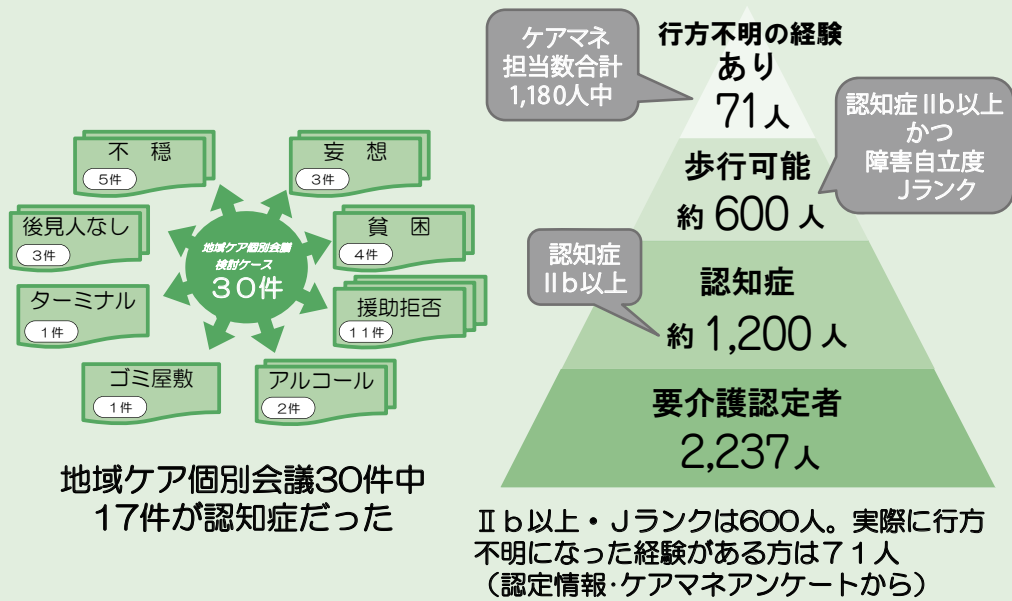 不 穏
5件
妄 想
3件
後見人なし
3件
貧 困
4件
ターミナル
1件
援助拒否
11件
ゴミ屋敷
1件
アルコール
2件
地域ケア個別会議
検討ケース
30件
地域ケア個別会議30件中
17件が認知症だった
ケアマネ
担当数合計
1,180人中
行方不明の経験
あり
71人
認知症Ⅱb以上
かつ
障害自立度
Jランク
歩行可能
約600人
認知症
Ⅱb以上
認知症
約1,200人
要介護認定者
2,237人
Ⅱb以上・Jランクは600人。実際に行方
不明になった経験がある方は71人
（認定情報・ケアマネアンケートから）